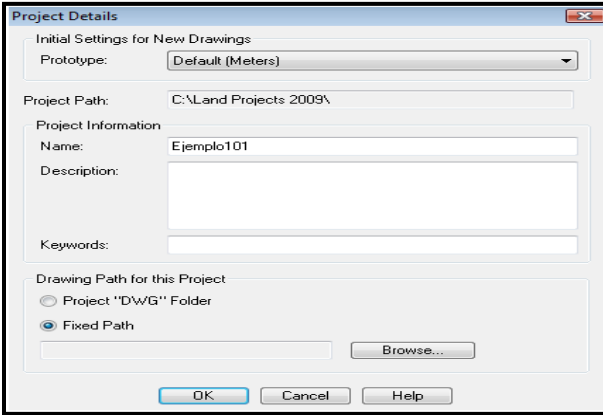 Project Details
Initial Settings for New Drawings
Prototype: Default (Meters)
Project Path: C:\Land Projects 2009\
Project Information
Name: Ejemplo101
Description:
Keywords:
Drawing Path for this Project
Project "DWG" Folder
Fixed Path
Browse...
OK Cancel Help